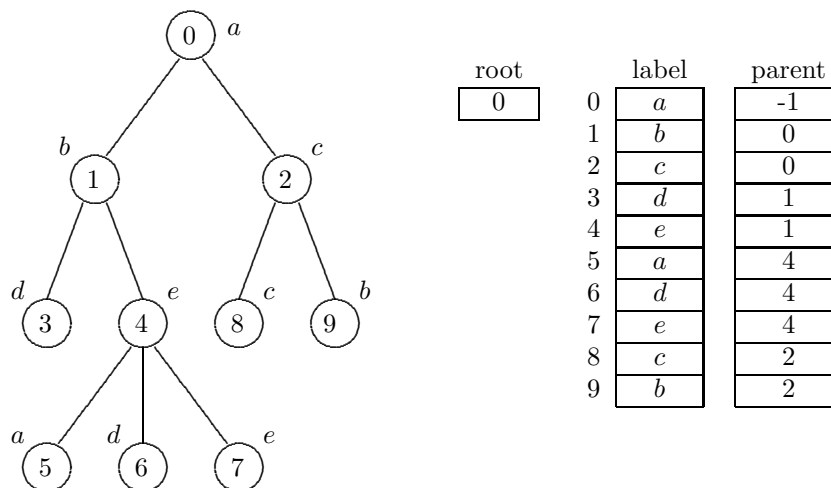 0 a
b 1 2 c
d 3 e 4 8 c 9 b
a 5 d 6 7 e
root label parent
0 0 a -1
1 b 0
2 c 0
3 d 1
4 e 1
5 a 4
6 d 4
7 e 4
8 c 2
9 b 2